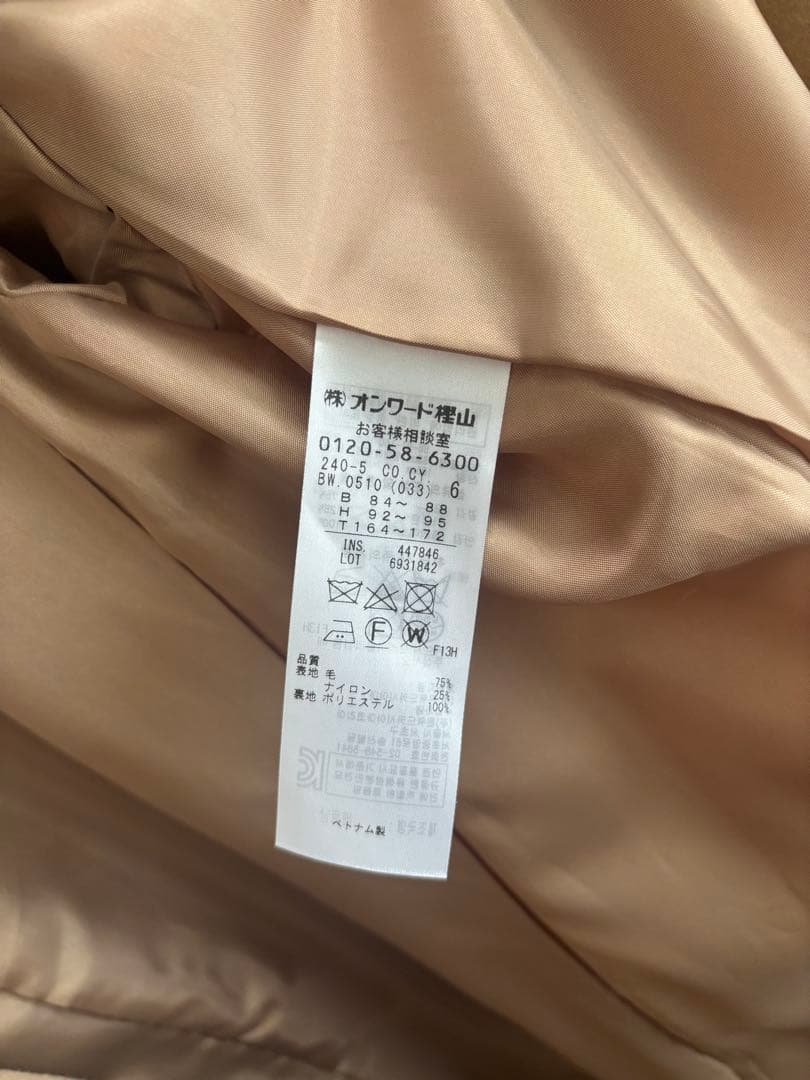 ㈱オンワード樫山
お客様相談室
0120-58-6300
240-5 CO.CY.
BW.0510 (033) 6
B 84～ 88
H 92～ 95
T 164～172
INS. 447846
LOT 6931842
F
W
F13H
品質
表地 毛 75%
ナイロン 25%
裏地 ポリエステル 100%
ベトナム製